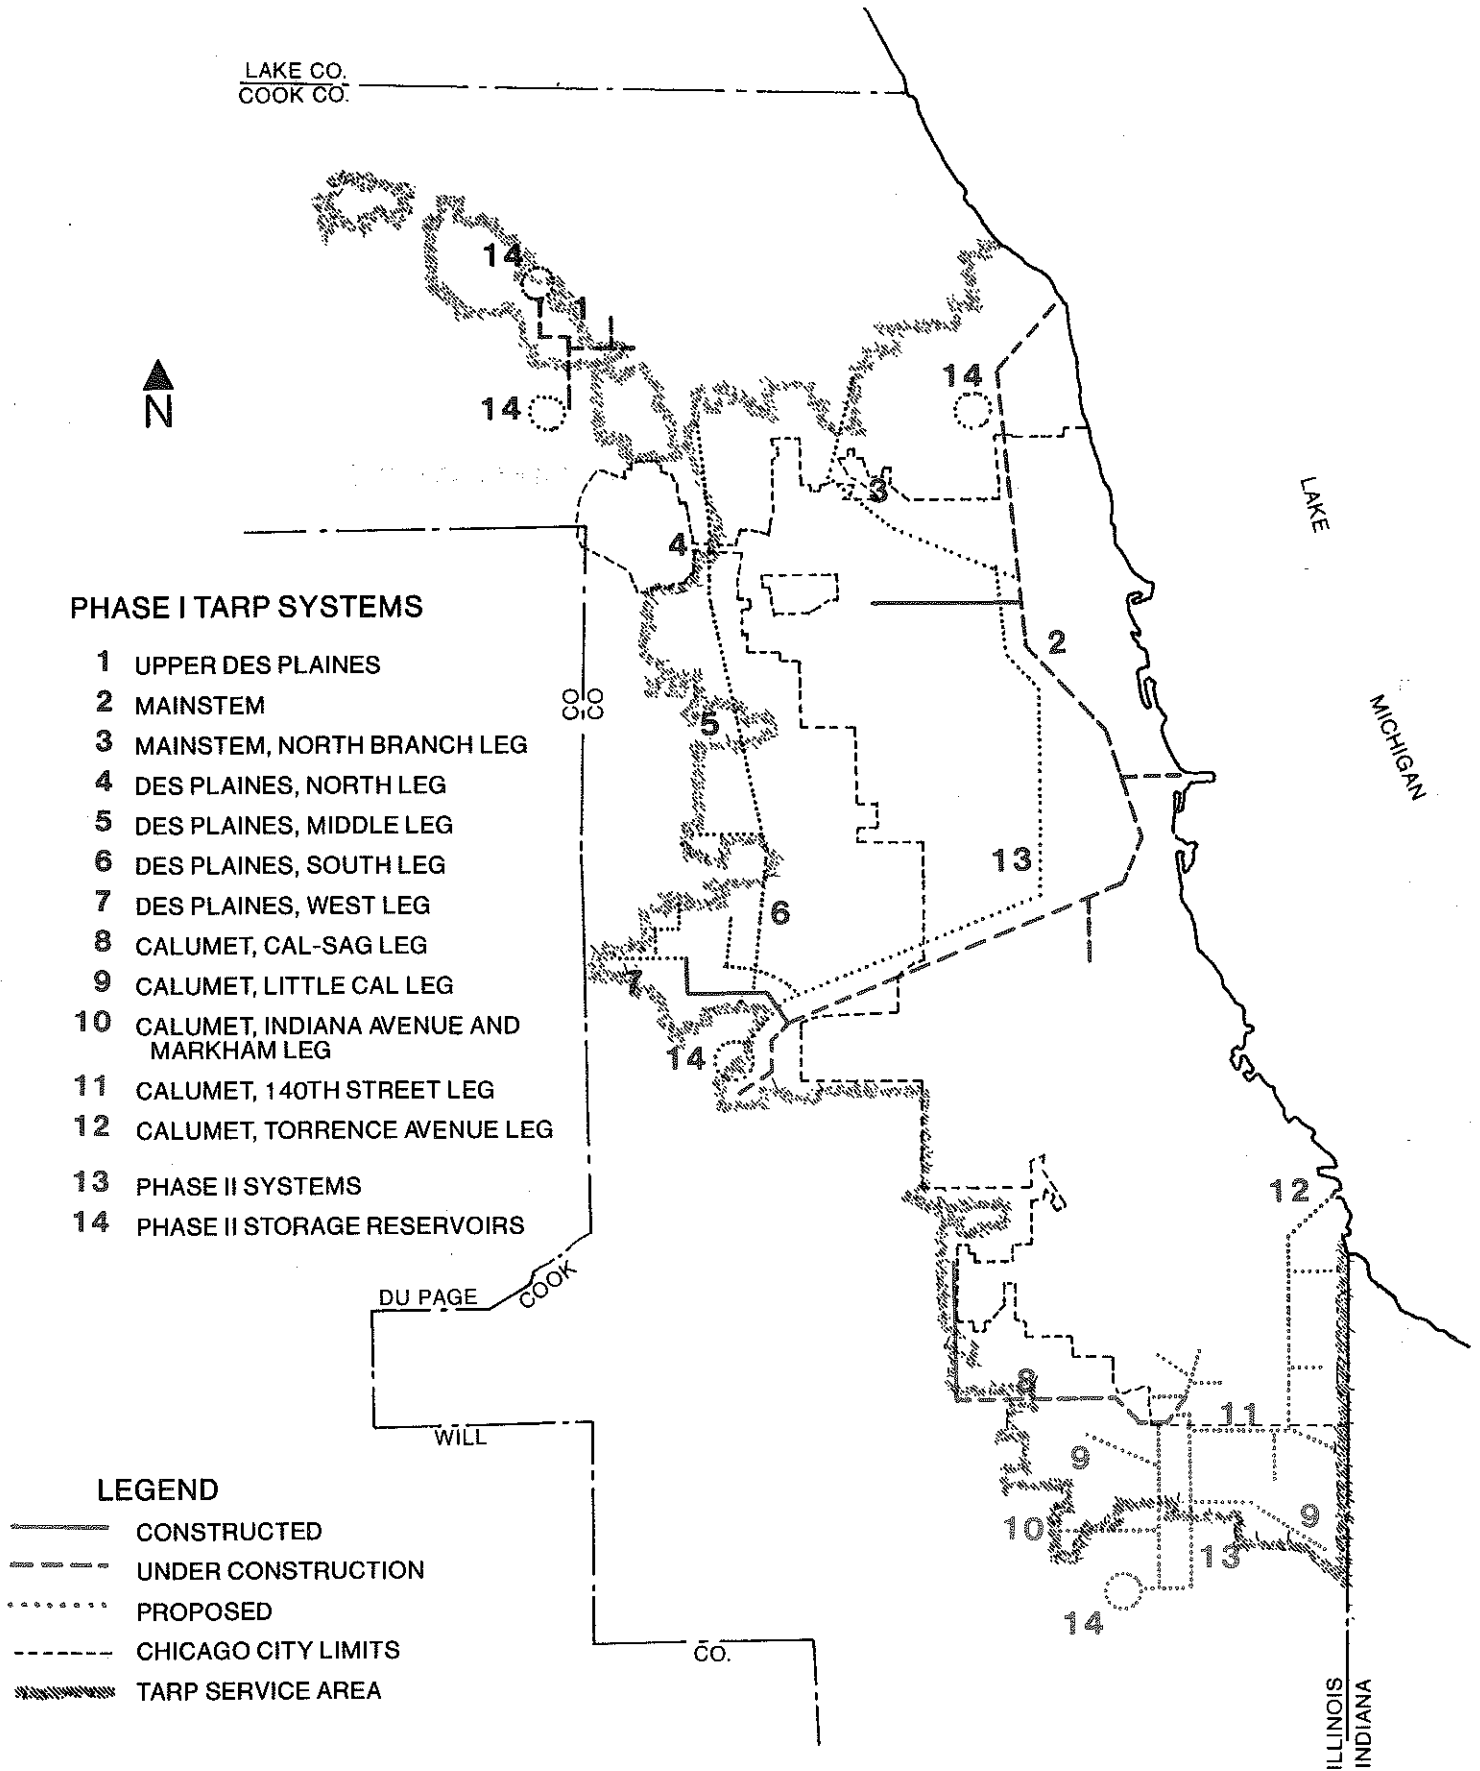 LAKE CO.
COOK CO.
14
1
N
14
14
3
4
LAKE
MICHIGAN
2
5
CO
CO
13
6
7
14
PHASE I TARP SYSTEMS
1 UPPER DES PLAINES
2 MAINSTEM
3 MAINSTEM, NORTH BRANCH LEG
4 DES PLAINES, NORTH LEG
5 DES PLAINES, MIDDLE LEG
6 DES PLAINES, SOUTH LEG
7 DES PLAINES, WEST LEG
8 CALUMET, CAL-SAG LEG
9 CALUMET, LITTLE CAL LEG
10 CALUMET, INDIANA AVENUE AND
MARKHAM LEG
11 CALUMET, 140TH STREET LEG
12 CALUMET, TORRENCE AVENUE LEG
13 PHASE II SYSTEMS
14 PHASE II STORAGE RESERVOIRS
12
DU PAGE
COOK
WILL
CO.
8
11
9
9
10
13
14
LEGEND
CONSTRUCTED
UNDER CONSTRUCTION
PROPOSED
CHICAGO CITY LIMITS
TARP SERVICE AREA
ILLINOIS
INDIANA